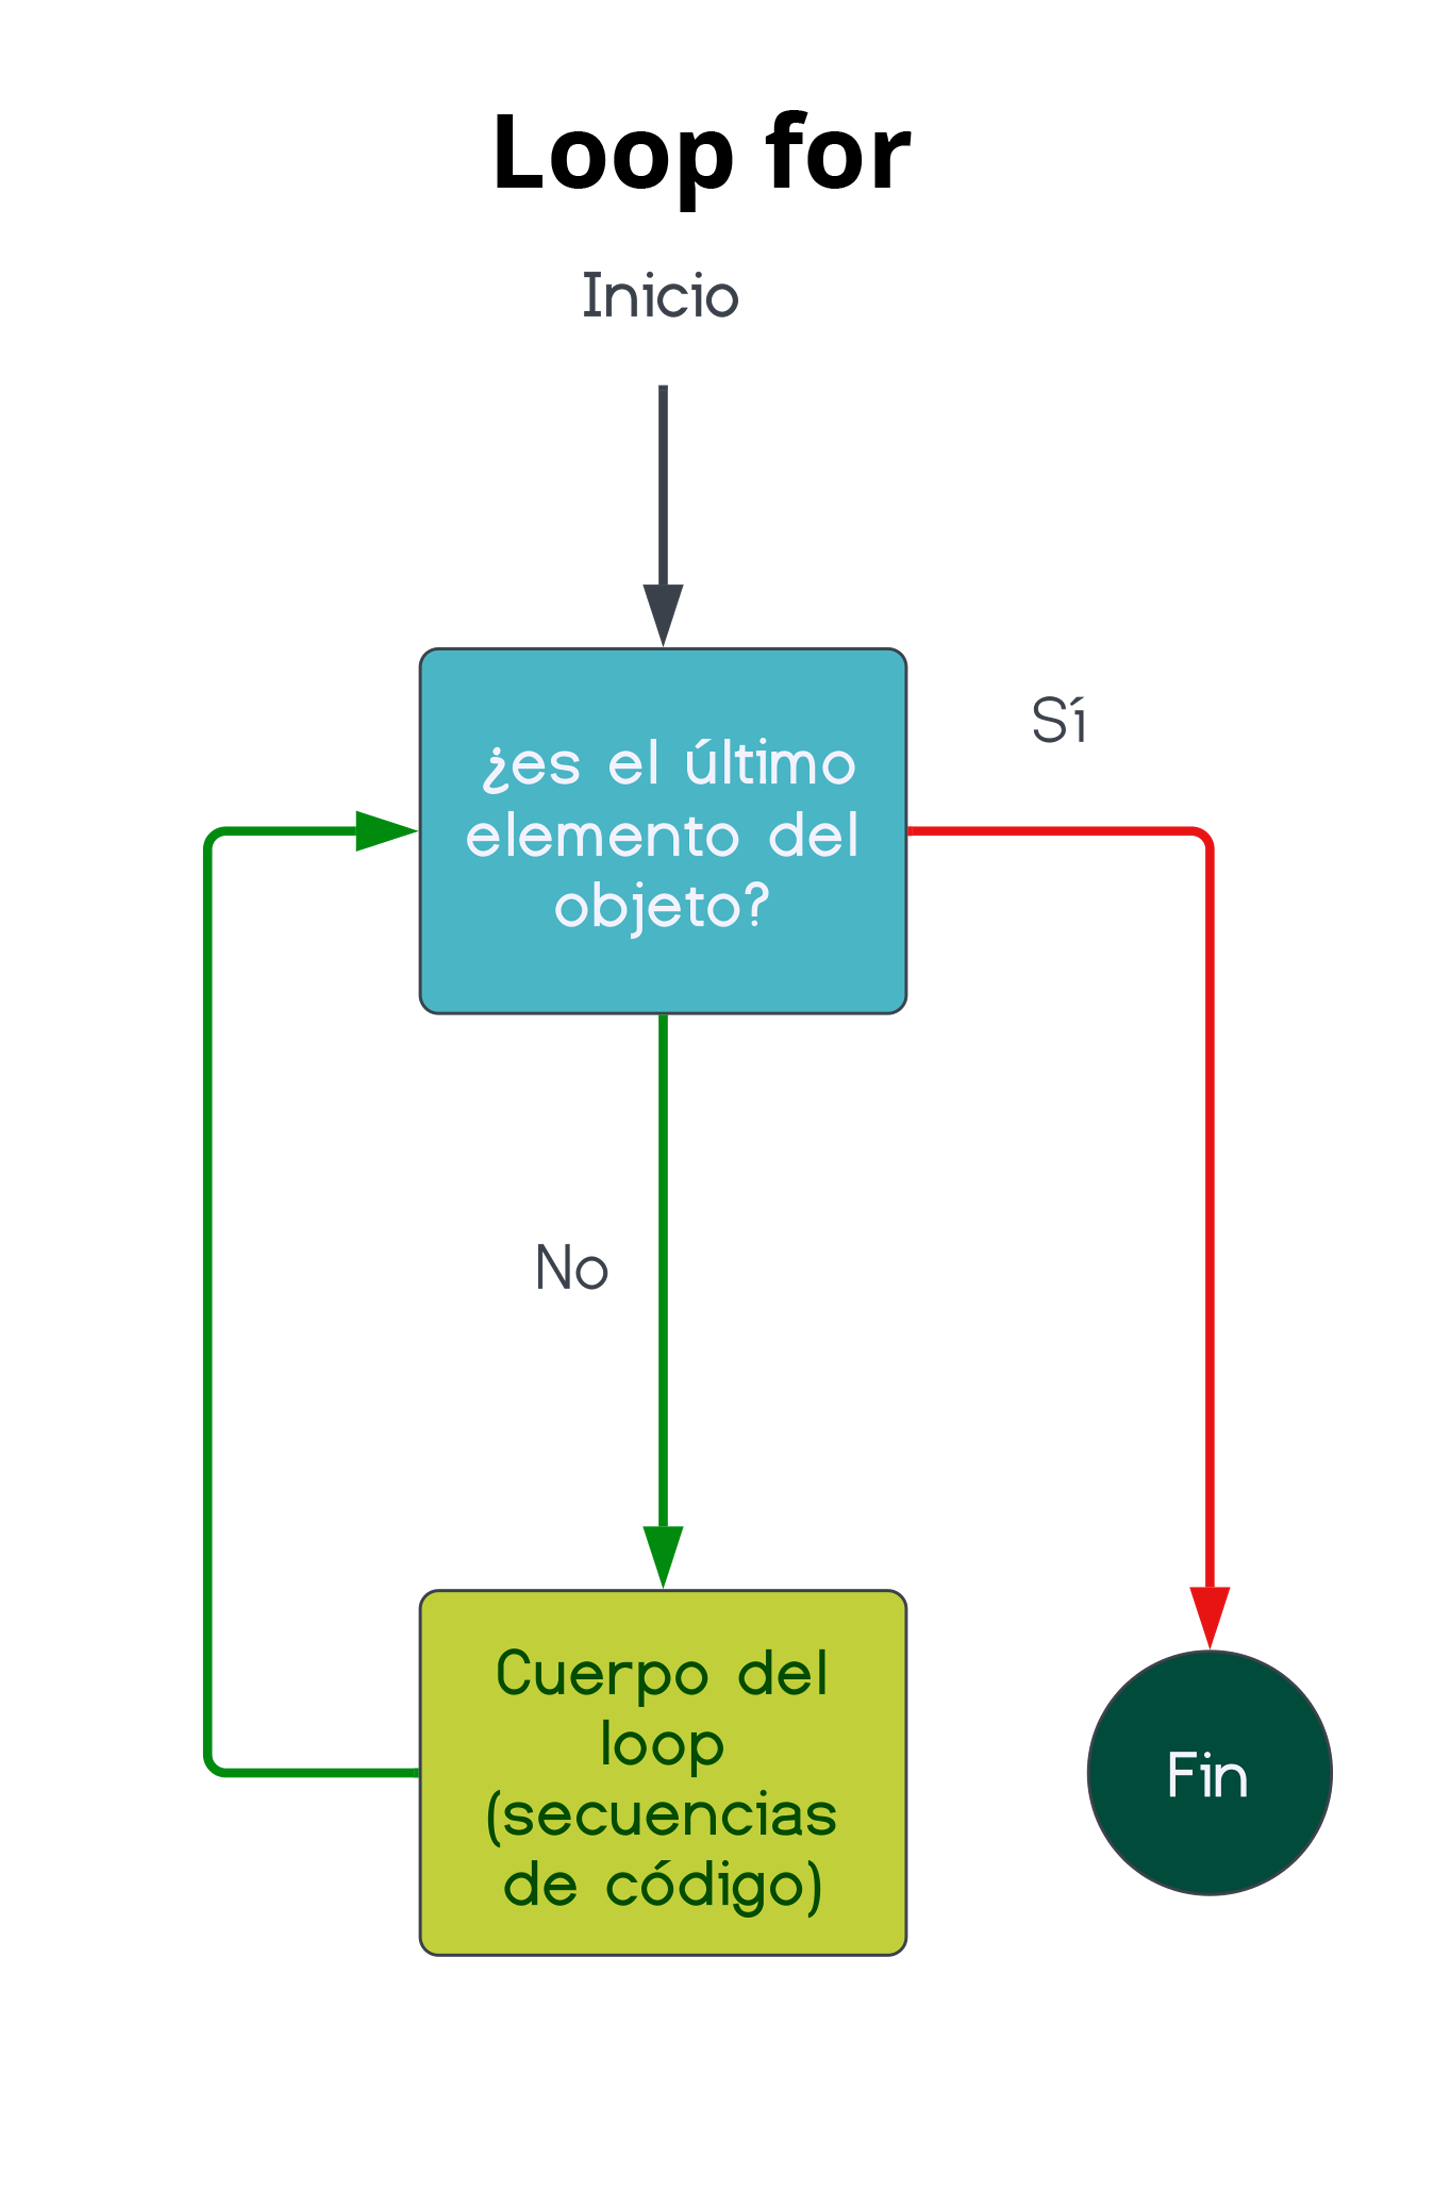 Loop for
Inicio
¿es el último
elemento del
objeto?
Sí
No
Cuerpo del
loop
(secuencias
de código)
Fin